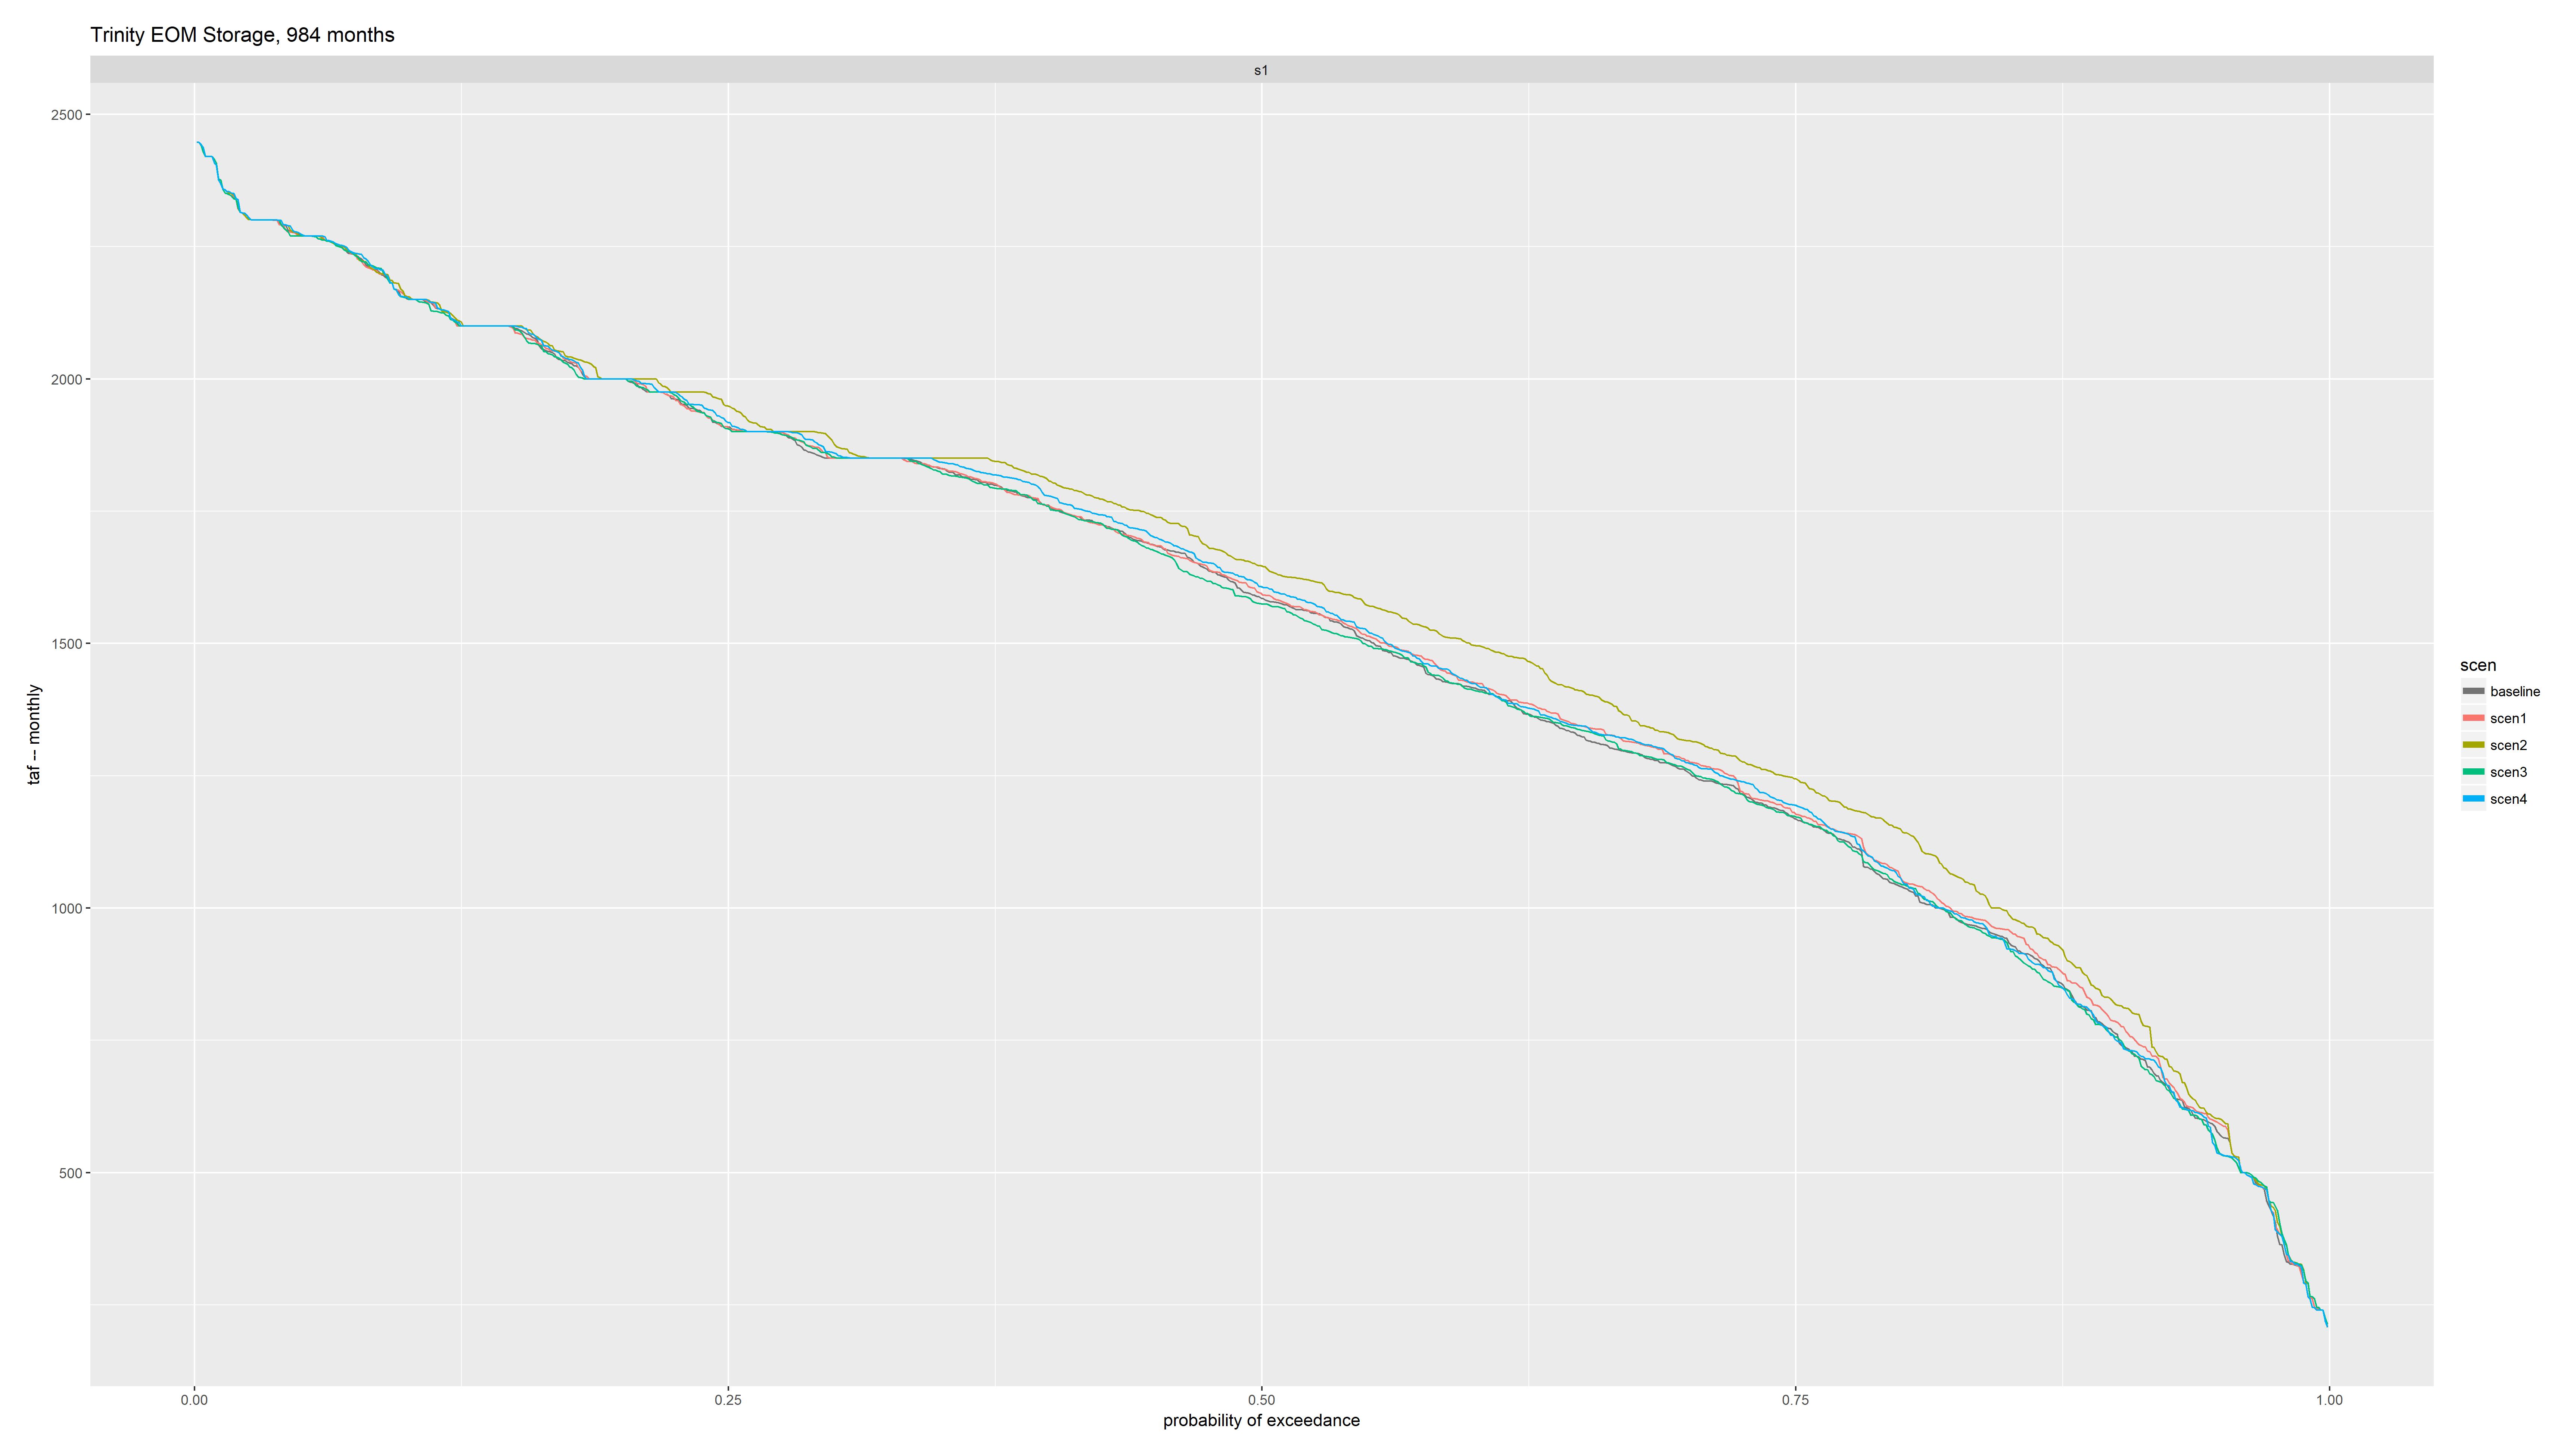 Trinity EOM Storage, 984 months
s1
2500
2000
1500
1000
500
taf -- monthly
0.00
0.25
0.50
0.75
1.00
probability of exceedance
scen
baseline
scen1
scen2
scen3
scen4